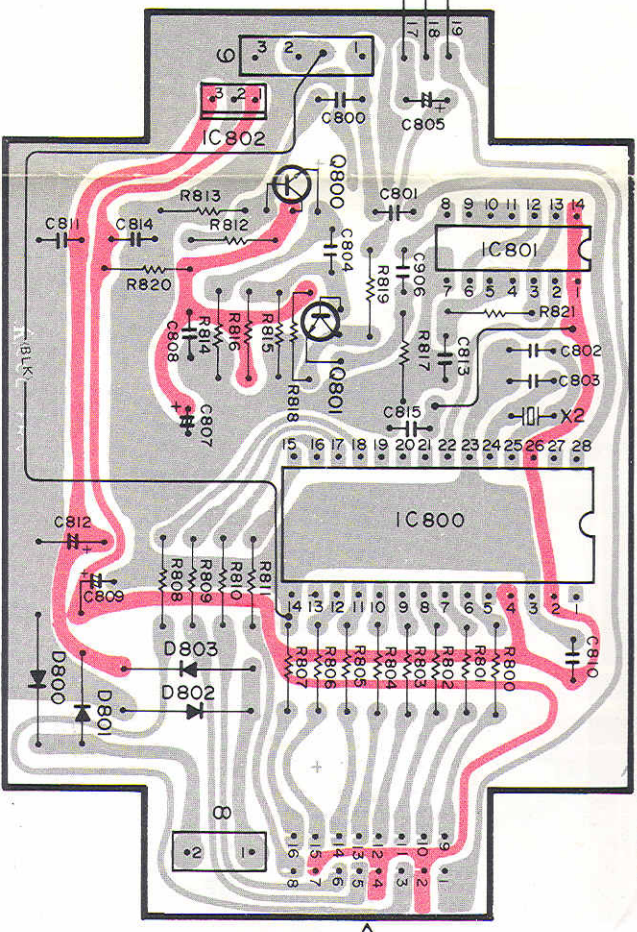 17 18 19
9 3 2 1
3 2 1
IC802
C800
C805
Q800
R813
C801
8 9 10 11 12 13 14
C811
C814
R812
C804
IC801
R820
R819
C906
7 6 5 4 3 2 1
C808
R814
R816
R815
R818
Q801
R817
C813
R821
C802
C803
(BLK)
C807
C815
X2
15 16 17 18 19 20 21 22 23 24 25 26 27 28
IC800
C812
C809
R808
R809
R810
R811
14 13 12 11 10 9 8 7 6 5 4 3 2 1
D803
R807
R806
R805
R804
R803
R802
R801
R800
C810
D800
D801
D802
8
2 1
16 15 14 13 12 11 10 9
8 7 6 5 4 3 2 1